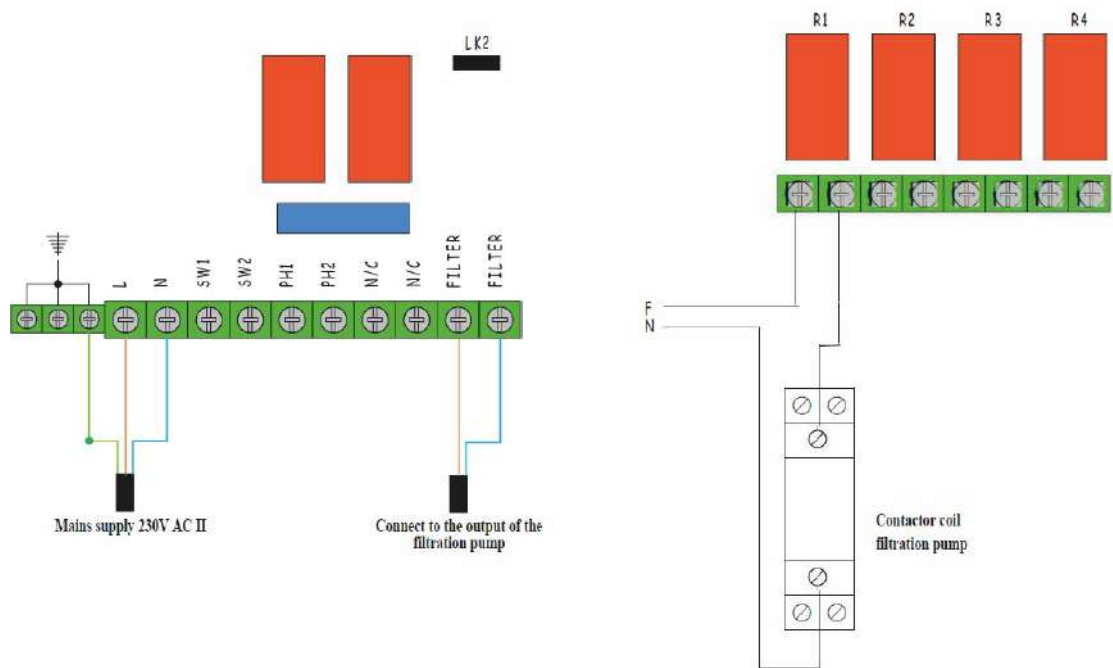 LK2
L
N
SW1
SW2
PH1
PH2
N/C
N/C
FILTER
FILTER
Mains supply 230V AC II
Connect to the output of the
filtration pump
R1
R2
R3
R4
F
N
Contactor coil
filtration pump